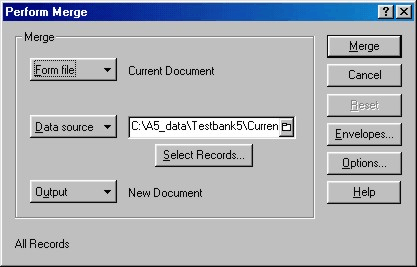 Perform Merge
Merge
Form file
Current Document
Data source
C:\A5_data\Testbank5\Curren
Select Records...
Output
New Document
All Records
Merge
Cancel
Reset
Envelopes...
Options...
Help